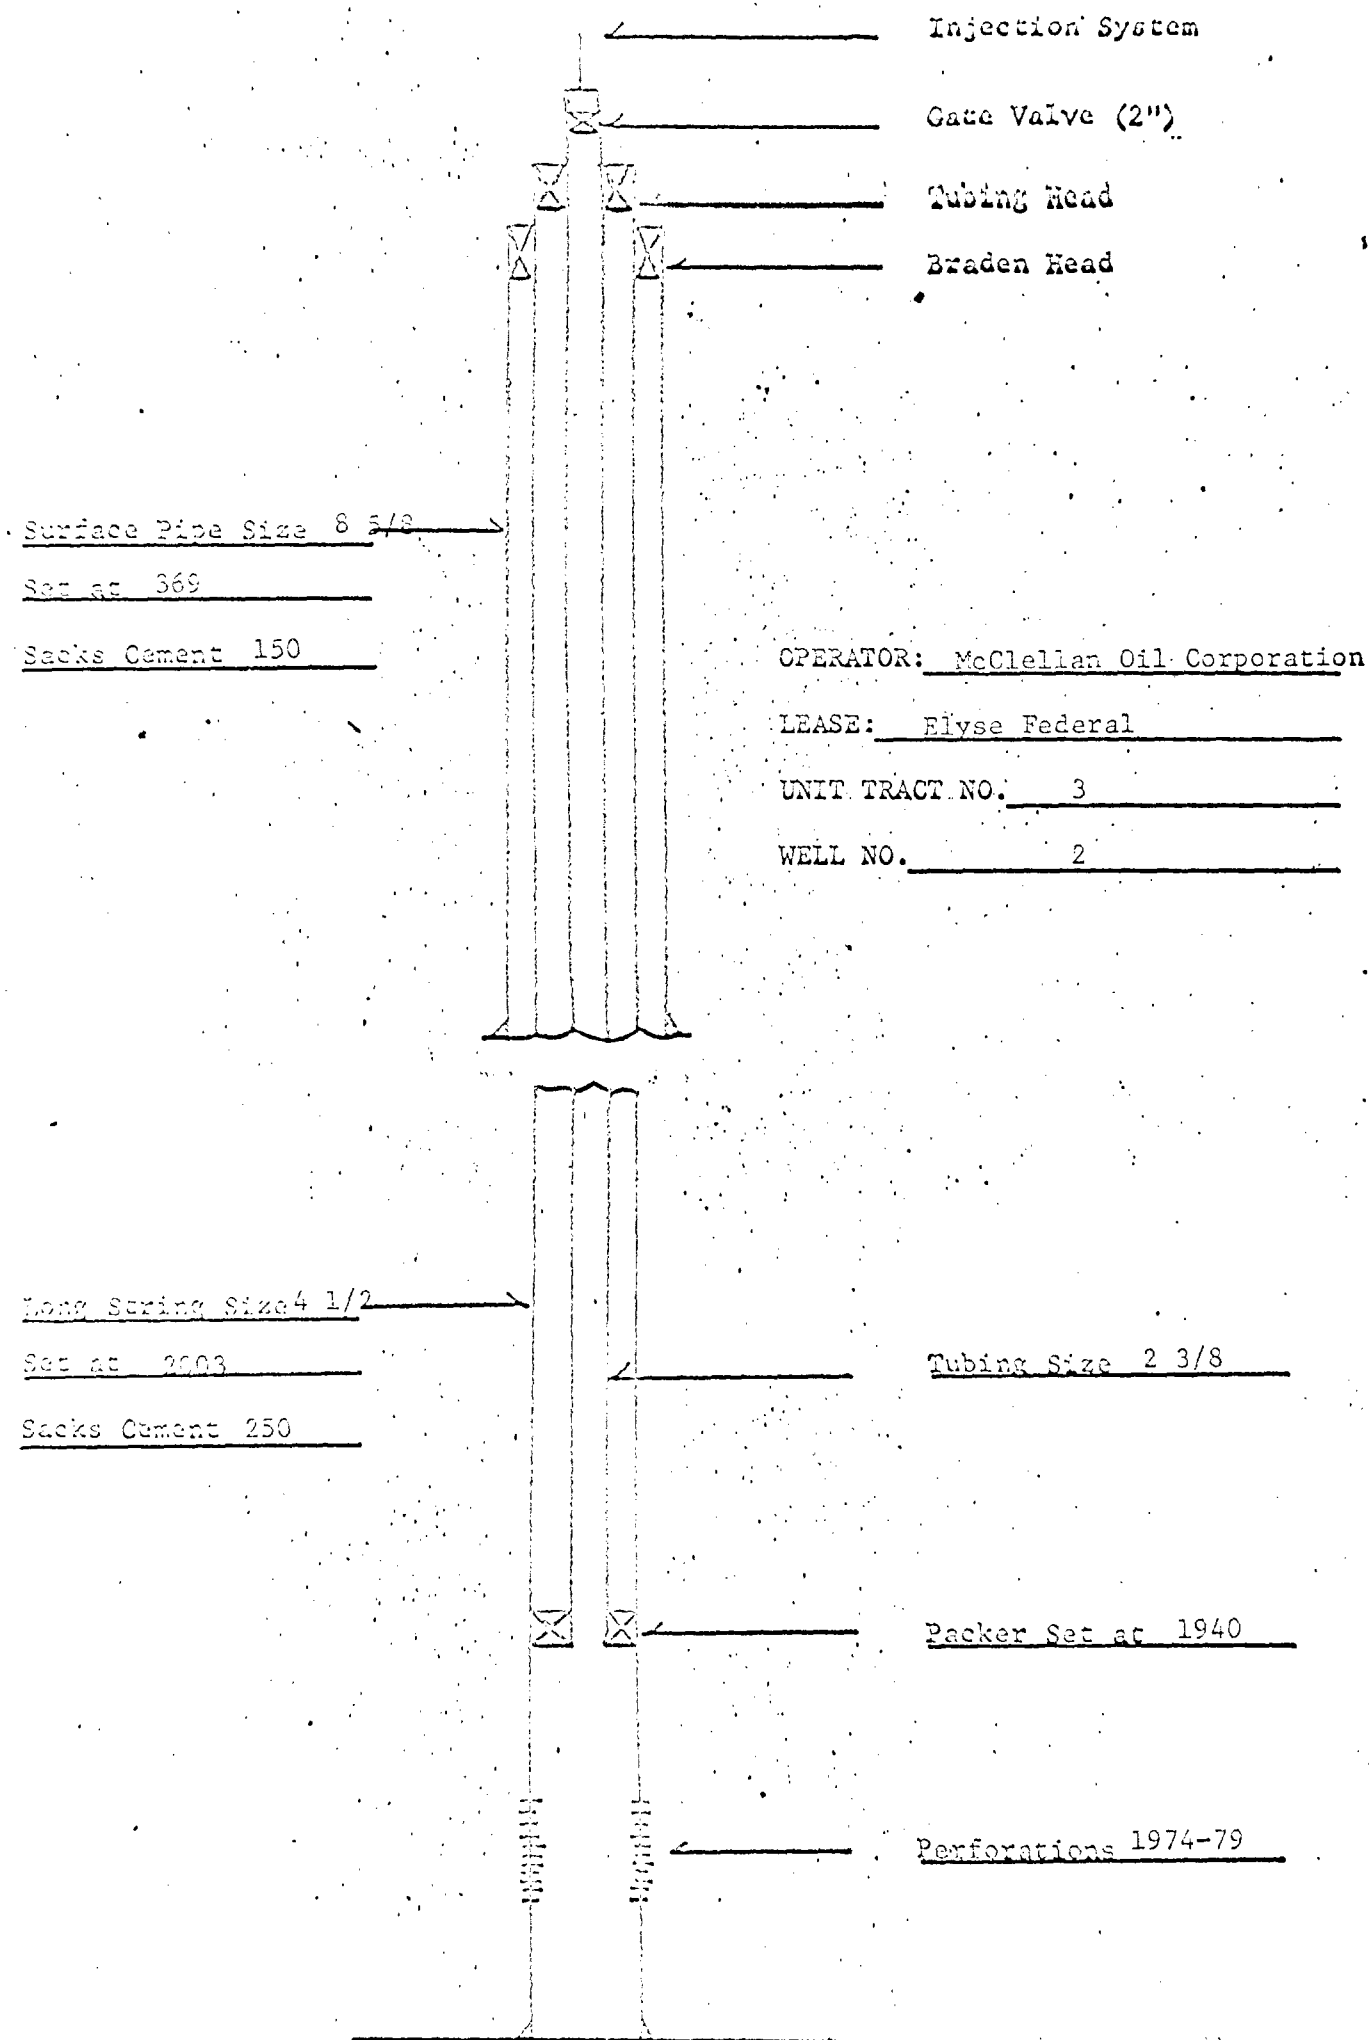 Injection System
Gate Valve (2")
Tubing Head
Braden Head
Surface Pipe Size 8 5/8
Set at 369
Sacks Cement 150
OPERATOR: McClellan Oil Corporation
LEASE: Elyse Federal
UNIT TRACT NO. 3
WELL NO. 2
Long String Size 4 1/2
Set at
Sacks Cement 250
Tubing Size 2 3/8
Packer Set at 1940
Perforations 1974-79